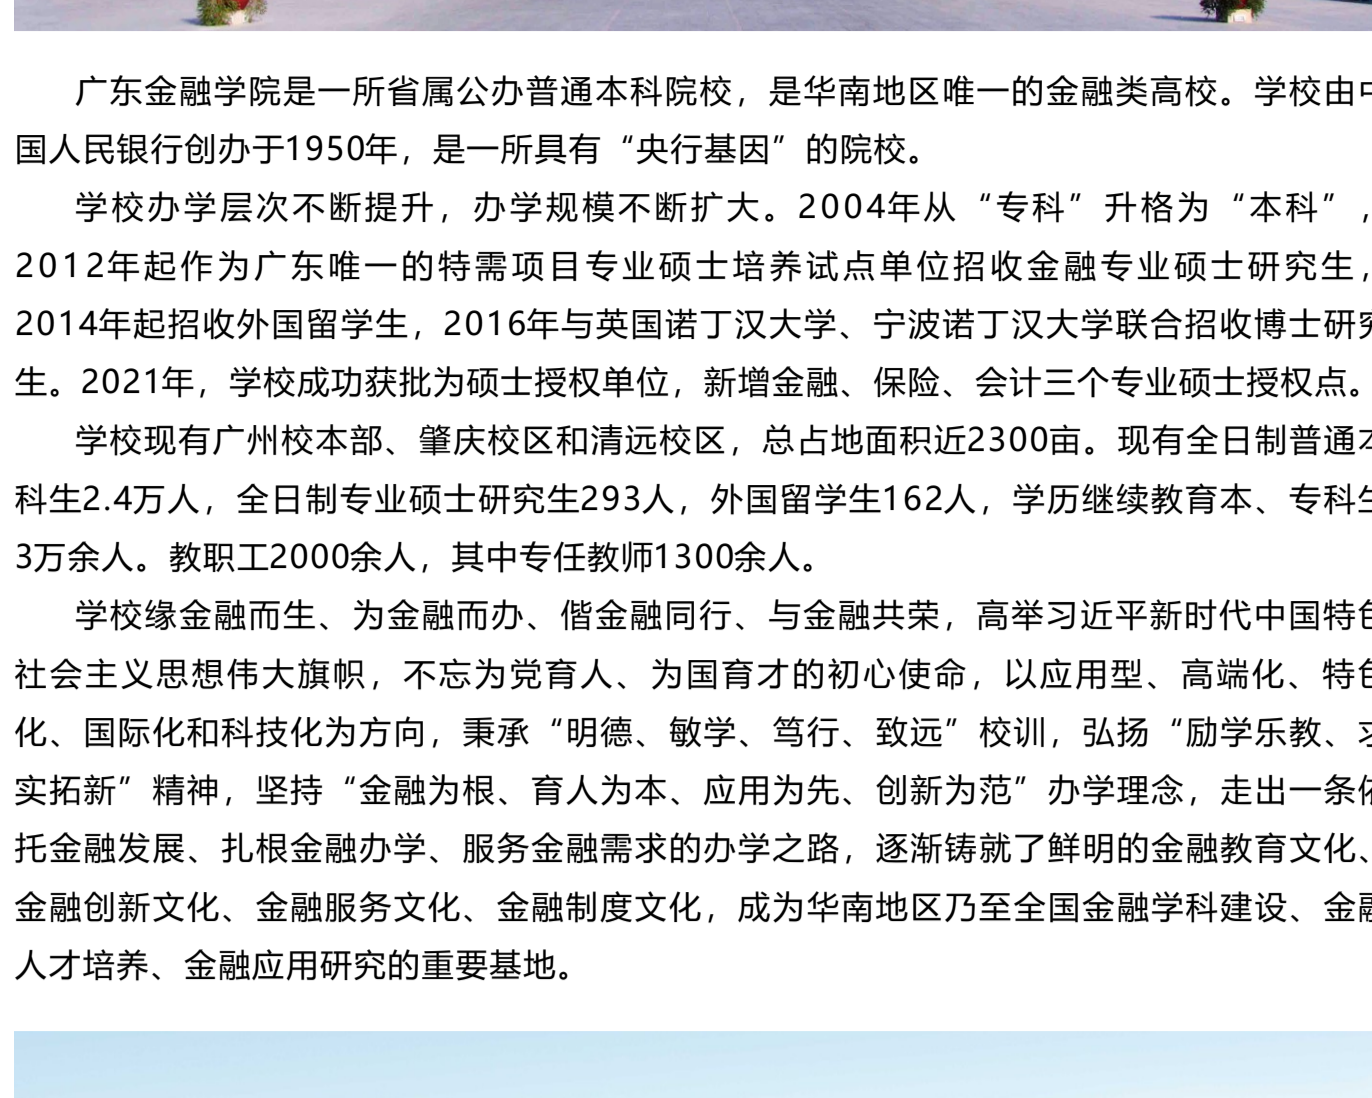 广东金融学院是一所省属公办普通本科院校，是华南地区唯一的金融类高校。学校由中
国人民银行创办于1950年，是一所具有“央行基因”的院校。
学校办学层次不断提升，办学规模不断扩大。2004年从“专科”升格为“本科”，
2012年起作为广东唯一的特需项目专业硕士培养试点单位招收金融专业硕士研究生，
2014年起招收外国留学生，2016年与英国诺丁汉大学、宁波诺丁汉大学联合招收博士研究
生。2021年，学校成功获批为硕士授权单位，新增金融、保险、会计三个专业硕士授权点。
学校现有广州校本部、肇庆校区和清远校区，总占地面积近2300亩。现有全日制普通本
科生2.4万人，全日制专业硕士研究生293人，外国留学生162人，学历继续教育本、专科生
3万余人。教职工2000余人，其中专任教师1300余人。
学校缘金融而生、为金融而办、偕金融同行、与金融共荣，高举习近平新时代中国特色
社会主义思想伟大旗帜，不忘为党育人、为国育才的初心使命，以应用型、高端化、特色
化、国际化和科技化为方向，秉承“明德、敏学、笃行、致远”校训，弘扬“励学乐教、求
实拓新”精神，坚持“金融为根、育人为本、应用为先、创新为范”办学理念，走出一条依
托金融发展、扎根金融办学、服务金融需求的办学之路，逐渐铸就了鲜明的金融教育文化、
金融创新文化、金融服务文化、金融制度文化，成为华南地区乃至全国金融学科建设、金融
人才培养、金融应用研究的重要基地。